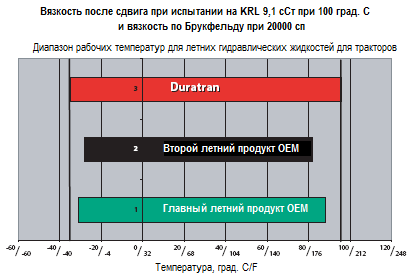 Вязкость после сдвига при испытании на KRL 9,1 сСт при 100 град. С
и вязкость по Брукфельду при 20000 сп
Диапазон рабочих температур для летних гидравлических жидкостей для тракторов
3 Duratran
2 Второй летний продукт OEM
1 Главный летний продукт OEM
-60 / -60 -40 / -40 -20 / -4 0 / 32 20 / 68 40 / 104 60 / 140 80 / 176 100 / 212 120 / 248
Температура, град. C/F